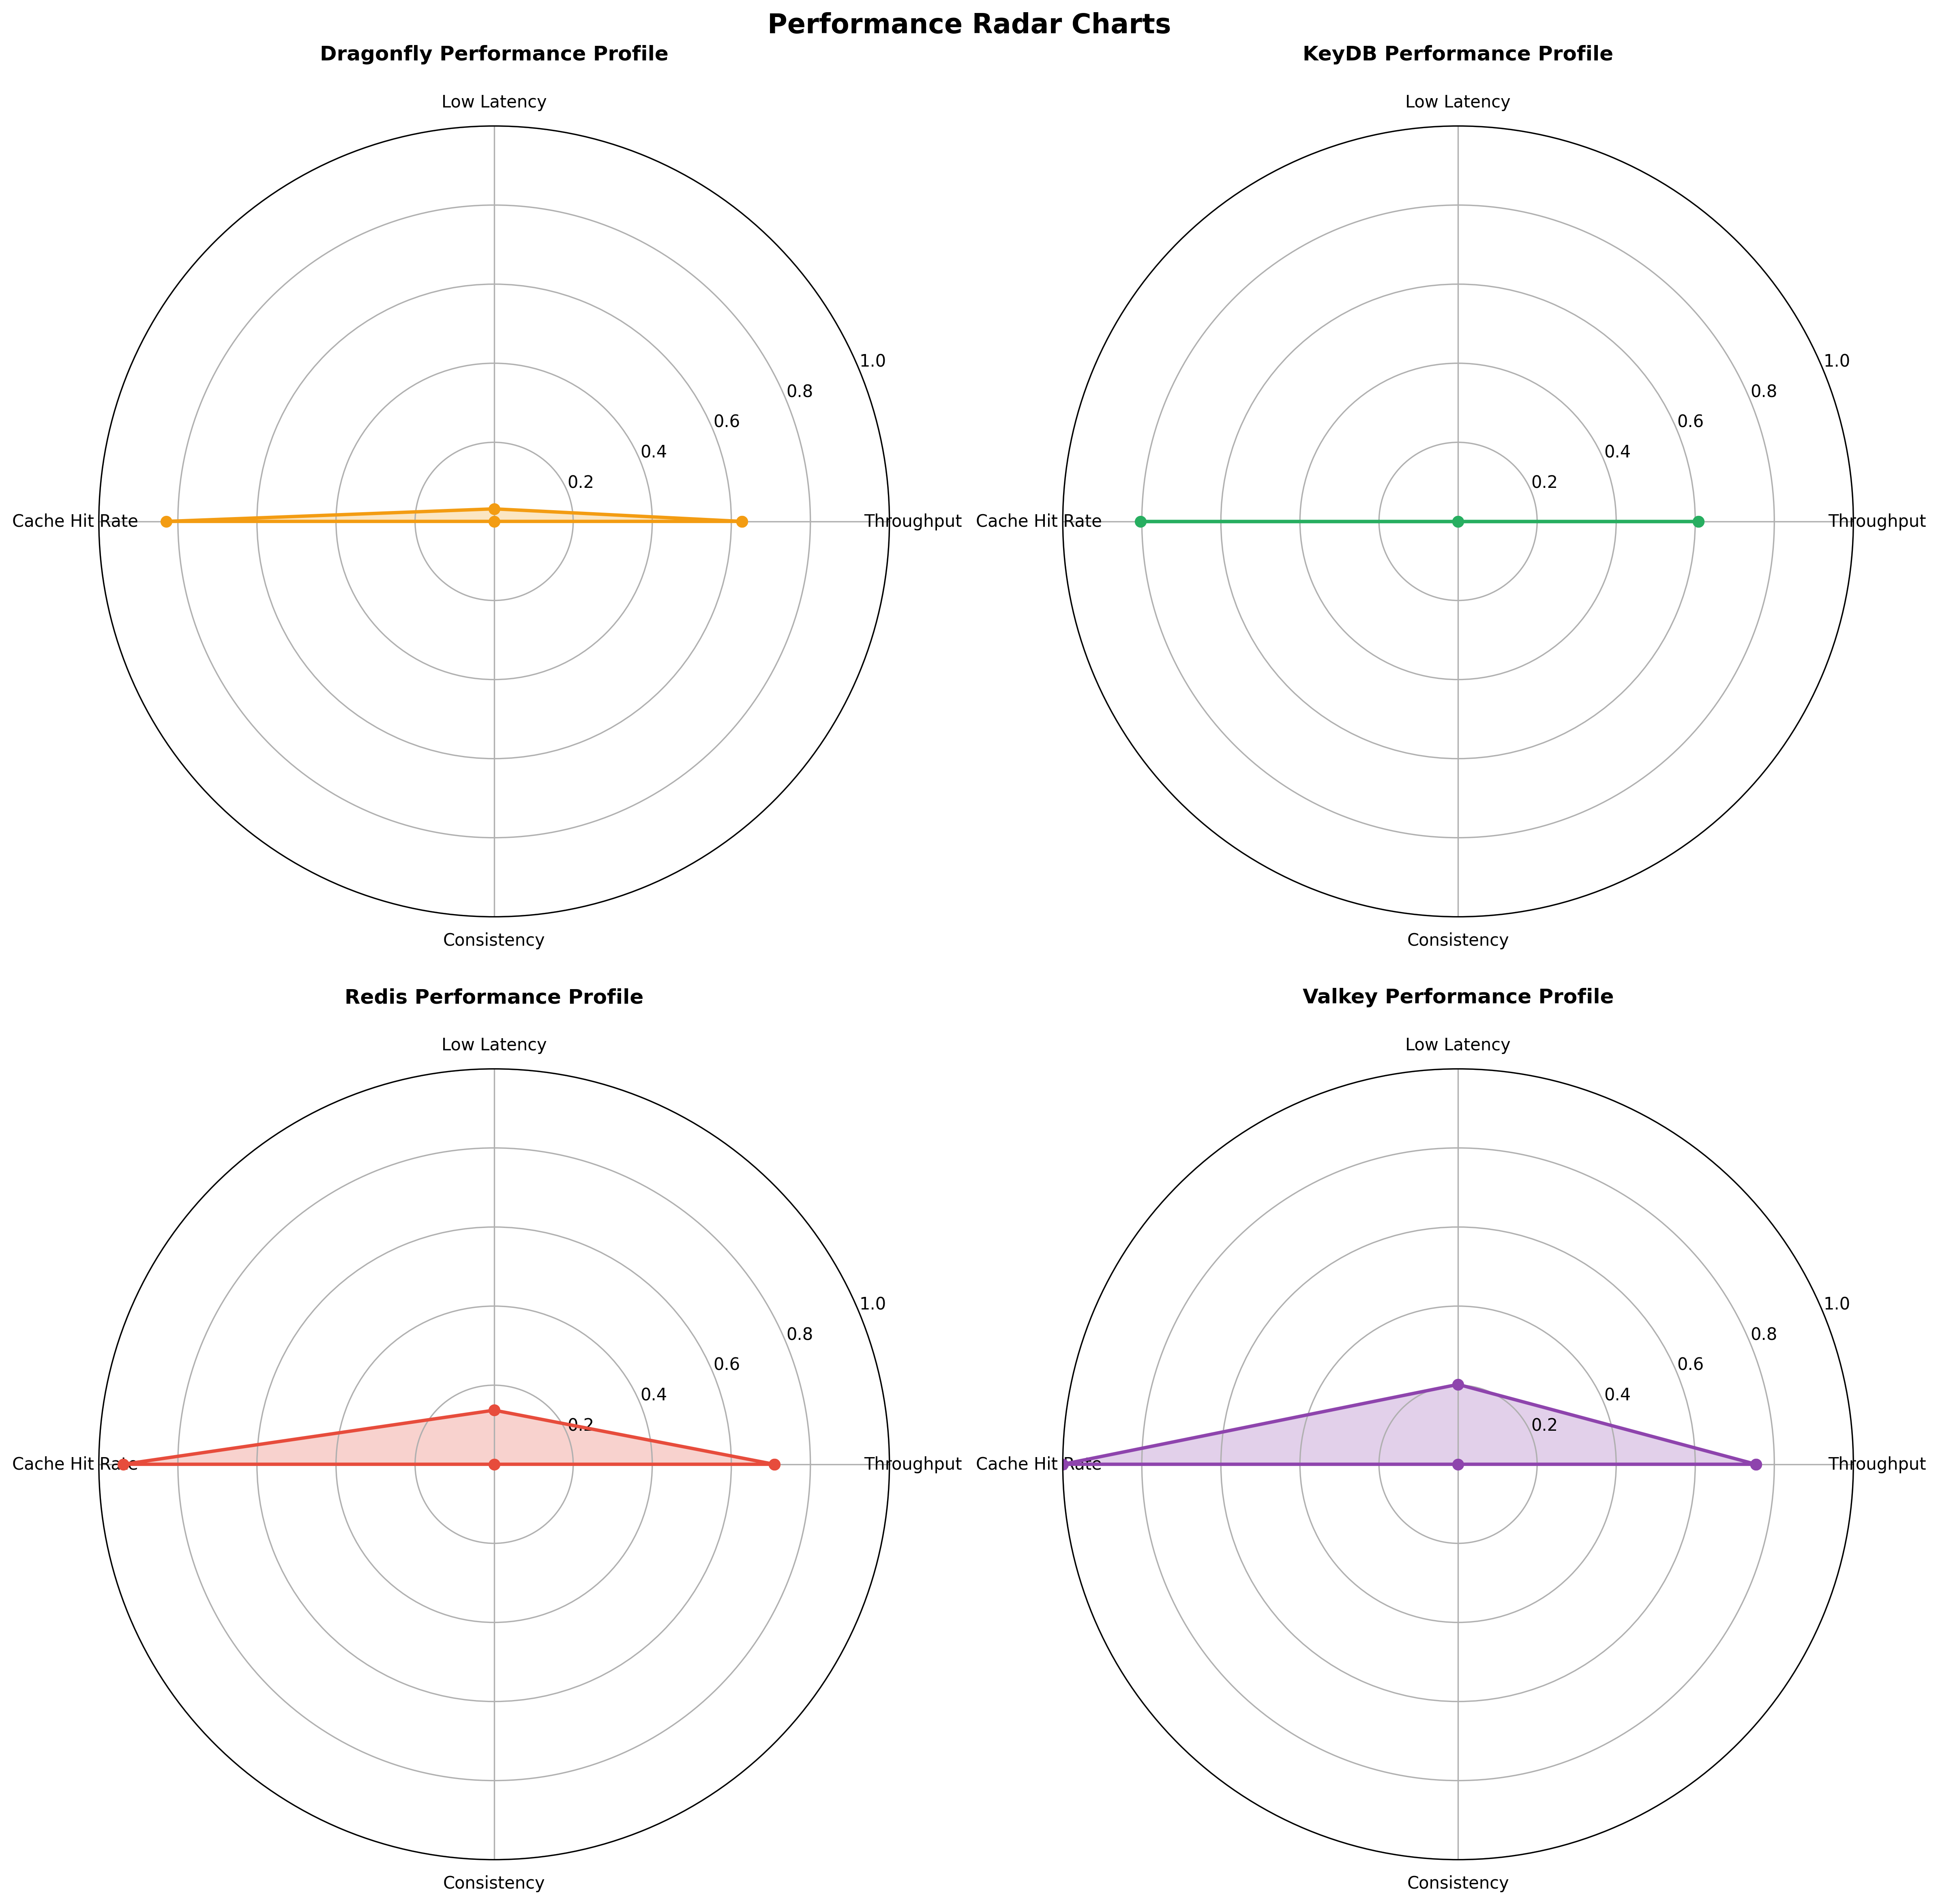 Performance Radar Charts
Dragonfly Performance Profile
Low Latency
1.0
0.8
0.6
0.4
0.2
Cache Hit Rate
Throughput
Consistency
KeyDB Performance Profile
Low Latency
1.0
0.8
0.6
0.4
0.2
Cache Hit Rate
Throughput
Consistency
Redis Performance Profile
Low Latency
1.0
0.8
0.6
0.4
0.2
Cache Hit Rate
Throughput
Consistency
Valkey Performance Profile
Low Latency
1.0
0.8
0.6
0.4
0.2
Cache Hit Rate
Throughput
Consistency